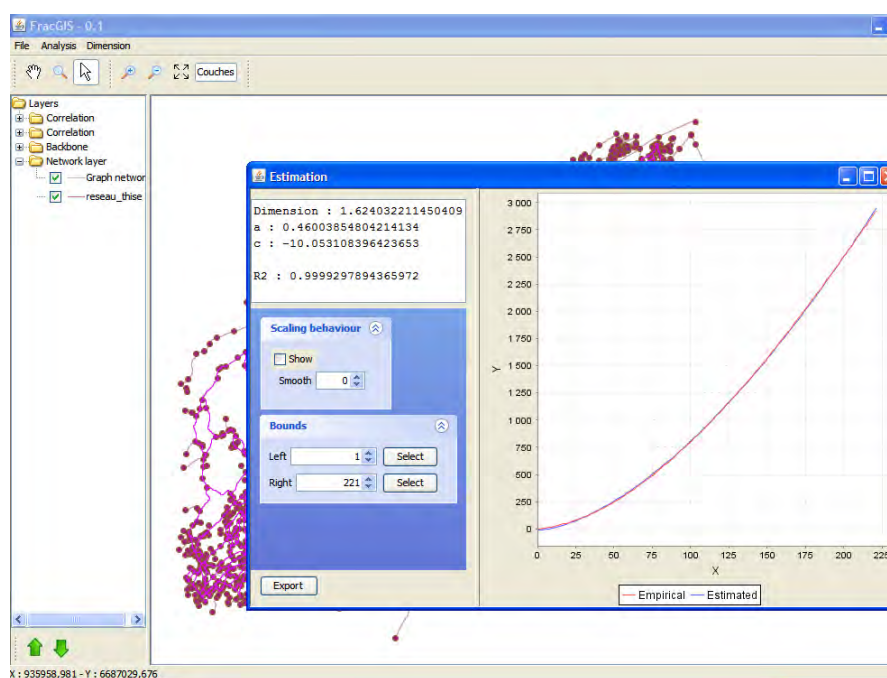 FracGIS - 0.1
File Analysis Dimension
Couches
Layers
Correlation
Correlation
Backbone
Network layer
Graph networ
reseau_thise
Estimation
Dimension : 1.624032211450409
a : 0.46003854804214134
c : -10.053108396423653
R2 : 0.9999297894365972
Scaling behaviour
Show
Smooth 0
Bounds
Left 1 Select
Right 221 Select
Export
3 000
2 750
2 500
2 250
2 000
1 750
1 500
1 250
1 000
750
500
250
0
Y
0 25 50 75 100 125 150 175 200 225
X
Empirical Estimated
X : 935958,981 - Y : 6687029,676